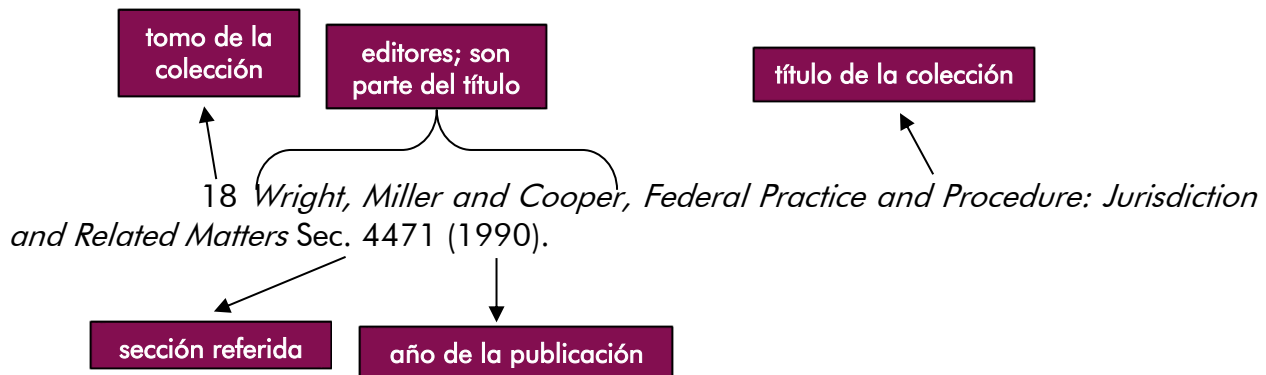 tomo de la
colección
editores; son
parte del título
título de la colección
18 Wright, Miller and Cooper, Federal Practice and Procedure: Jurisdiction
and Related Matters Sec. 4471 (1990).
sección referida
año de la publicación